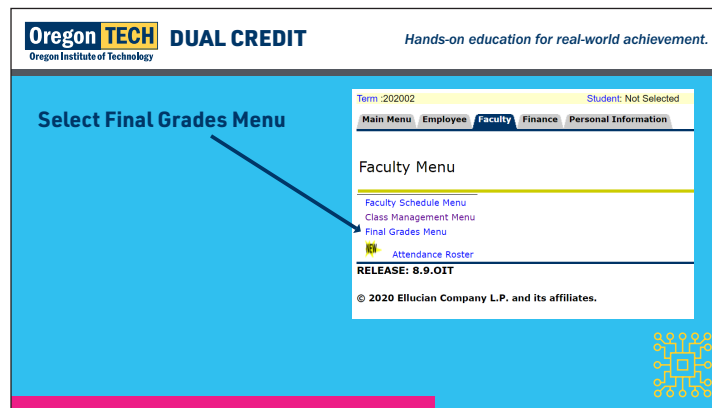 Oregon TECH DUAL CREDIT
Oregon Institute of Technology
Hands-on education for real-world achievement.
Select Final Grades Menu
Term :202002 Student: Not Selected
Main Menu Employee Faculty Finance Personal Information
Faculty Menu
Faculty Schedule Menu
Class Management Menu
Final Grades Menu
NEW Attendance Roster
RELEASE: 8.9.OIT
© 2020 Ellucian Company L.P. and its affiliates.